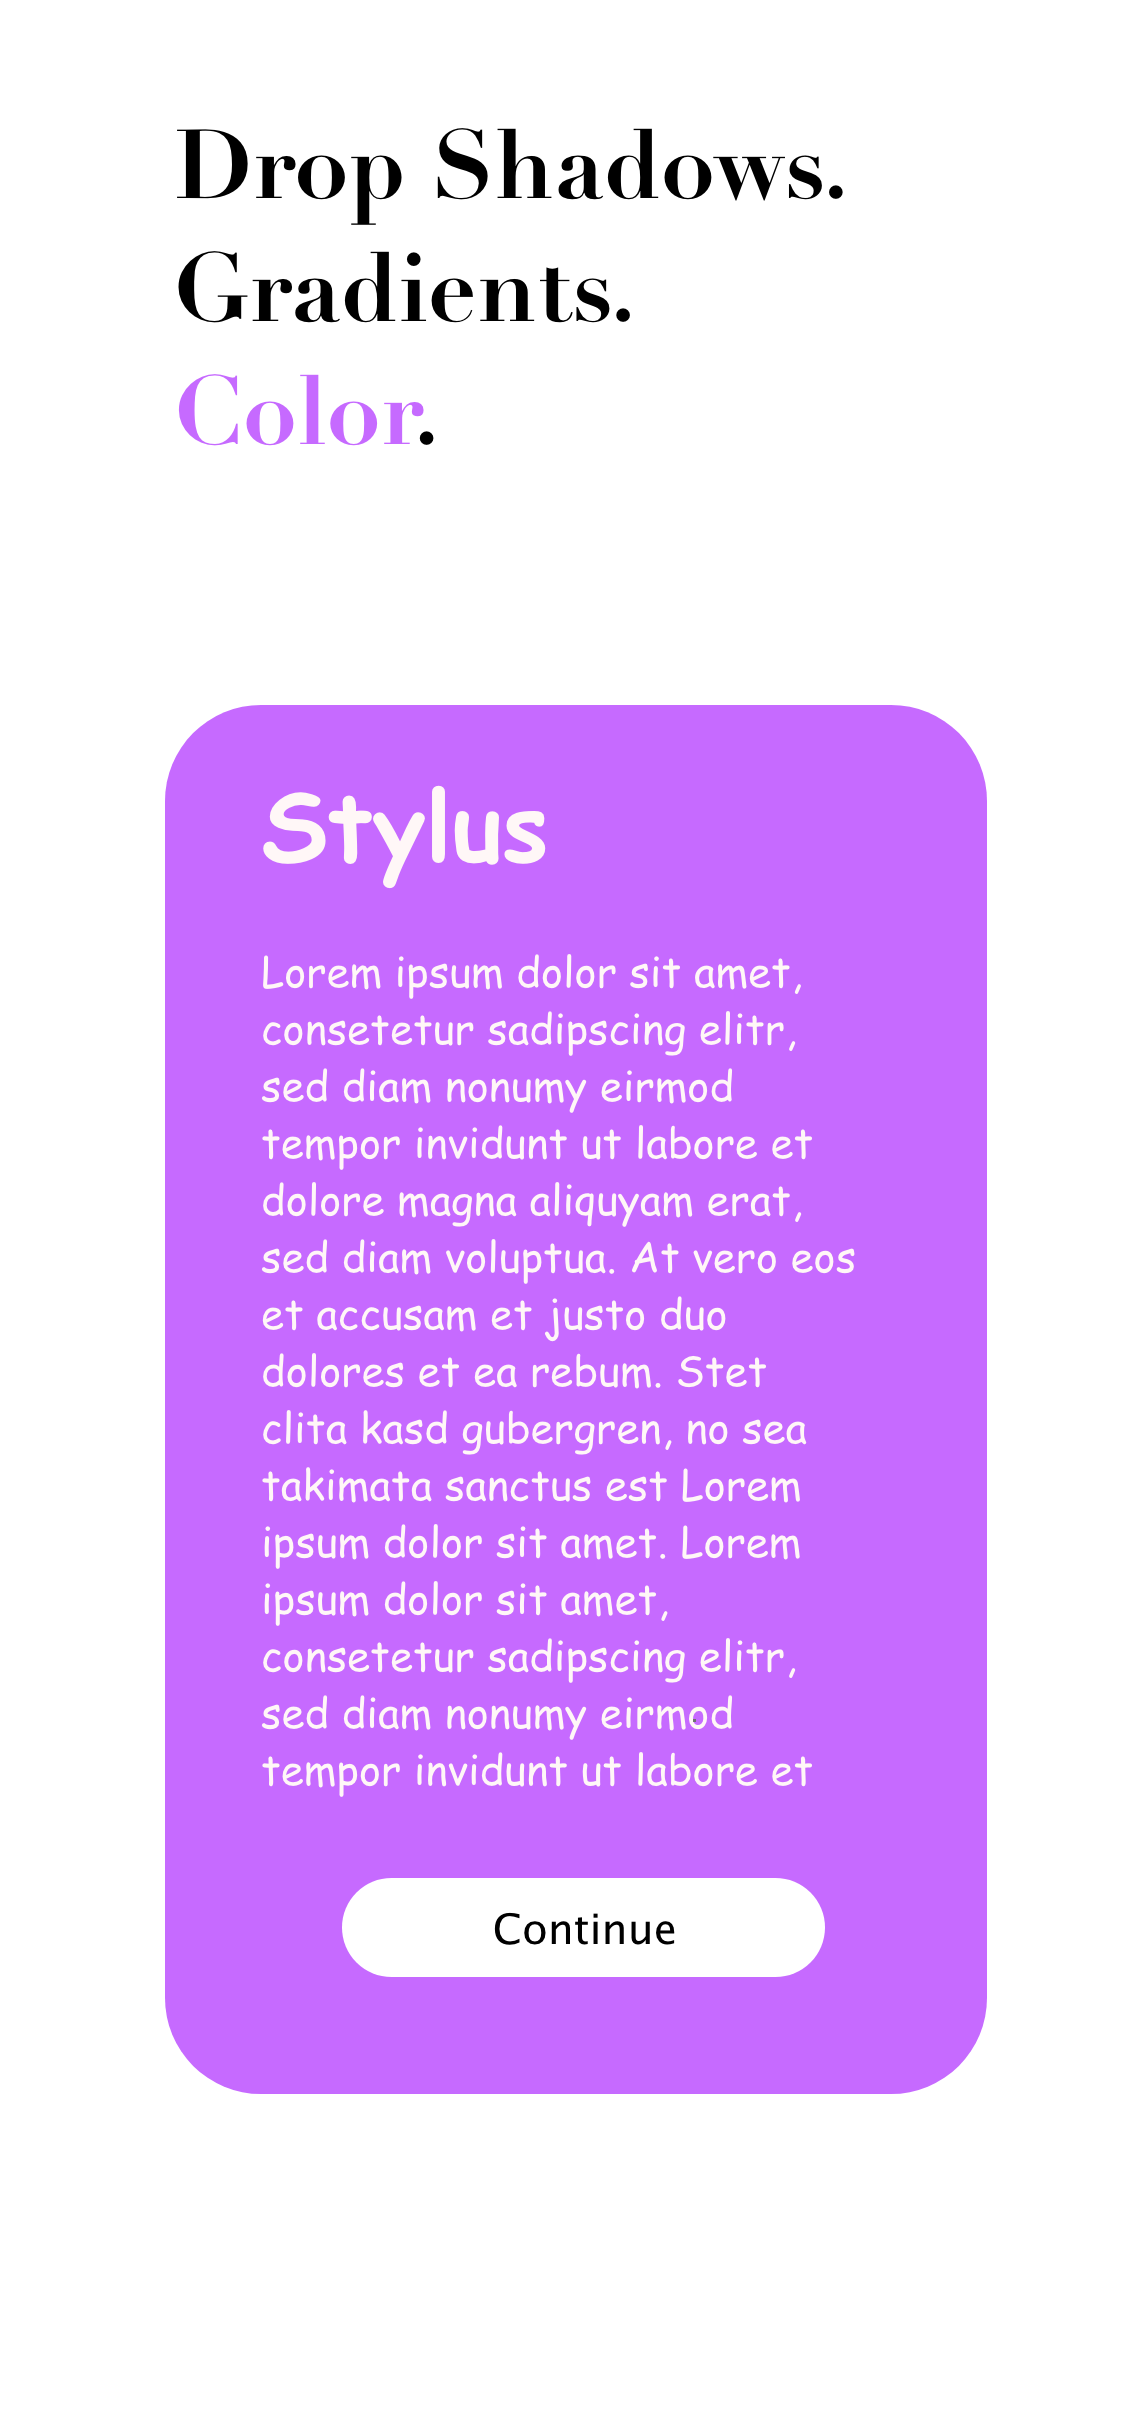 Drop Shadows.
Gradients.
Color.
Stylus
Lorem ipsum dolor sit amet,
consetetur sadipscing elitr,
sed diam nonumy eirmod
tempor invidunt ut labore et
dolore magna aliquyam erat,
sed diam voluptua. At vero eos
et accusam et justo duo
dolores et ea rebum. Stet
clita kasd gubergren, no sea
takimata sanctus est Lorem
ipsum dolor sit amet. Lorem
ipsum dolor sit amet,
consetetur sadipscing elitr,
sed diam nonumy eirmod
tempor invidunt ut labore et
Continue